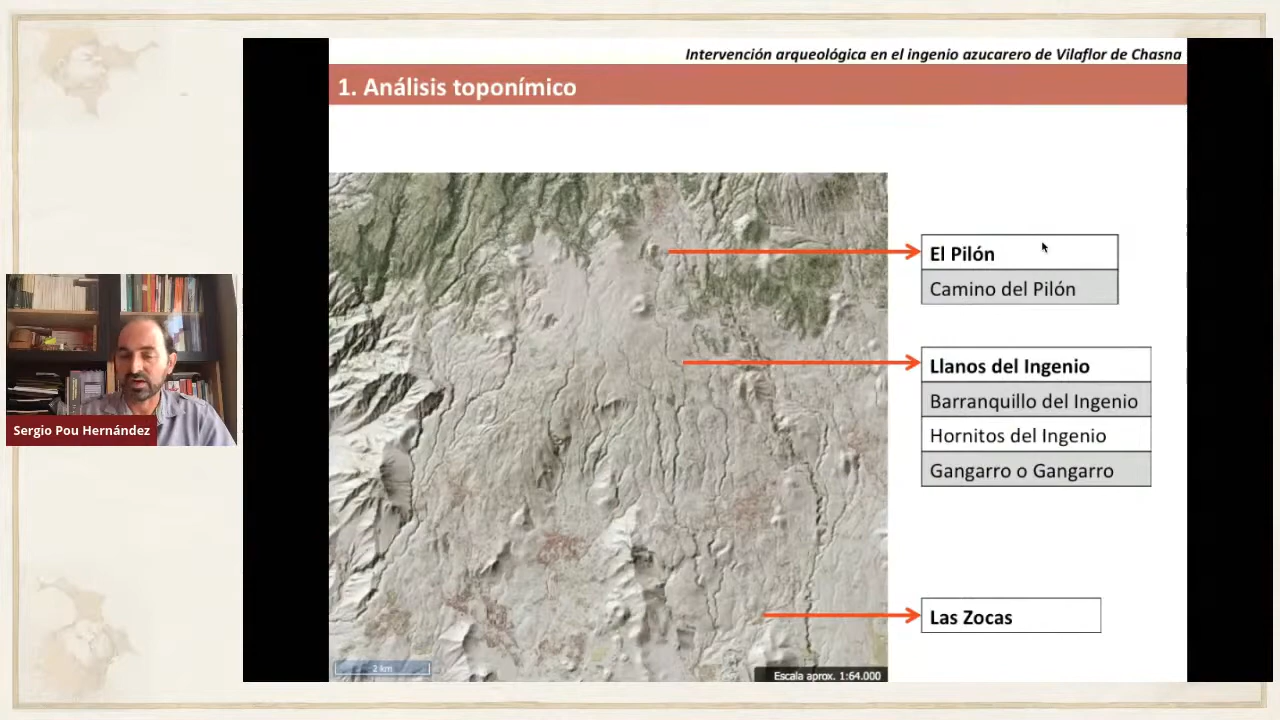 Intervención arqueológica en el ingenio azucarero de Vilaflor de Chasna
1. Análisis toponímico
El Pilón
Camino del Pilón
Llanos del Ingenio
Barranquillo del Ingenio
Hornitos del Ingenio
Gangarro o Gangarro
Las Zocas
Sergio Pou Hernández
2 km
Escala aprox. 1:64.000